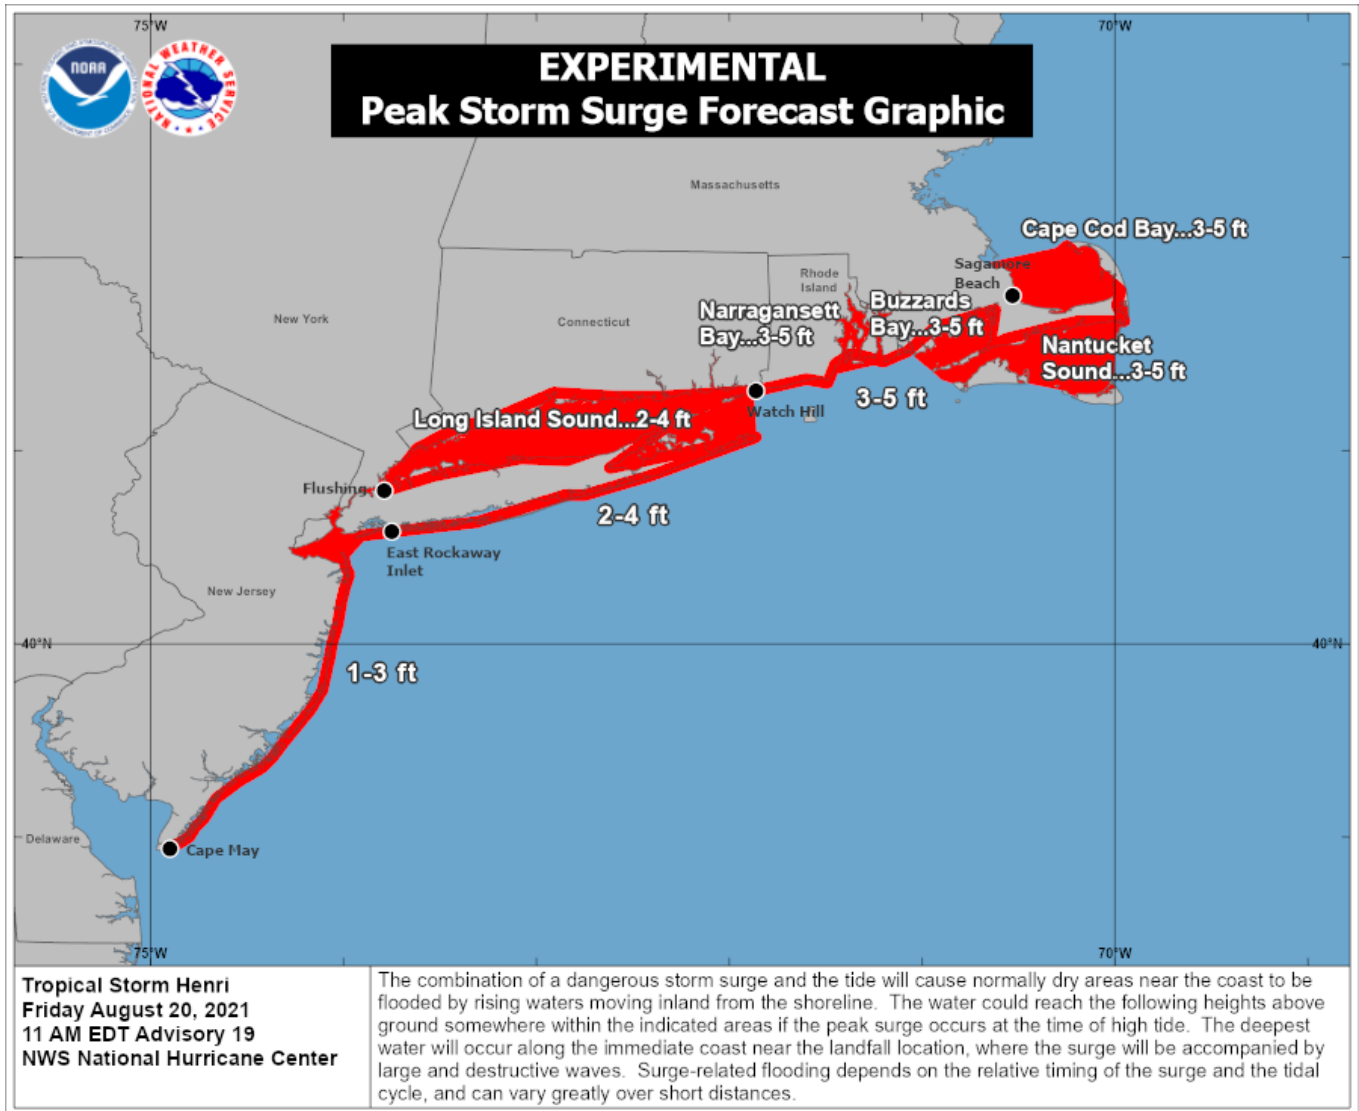 75°W
70°W
NOAA
NATIONAL WEATHER SERVICE
EXPERIMENTAL
Peak Storm Surge Forecast Graphic
Massachusetts
Cape Cod Bay...3-5 ft
Sagamore
Beach
Rhode
Island
Buzzards
Bay...3-5 ft
Narragansett
Bay...3-5 ft
New York
Connecticut
Nantucket
Sound...3-5 ft
3-5 ft
Watch Hill
Long Island Sound...2-4 ft
Flushing
2-4 ft
East Rockaway
Inlet
New Jersey
40°N
40°N
1-3 ft
Delaware
Cape May
75°W
70°W
Tropical Storm Henri
Friday August 20, 2021
11 AM EDT Advisory 19
NWS National Hurricane Center
The combination of a dangerous storm surge and the tide will cause normally dry areas near the coast to be
flooded by rising waters moving inland from the shoreline.  The water could reach the following heights above
ground somewhere within the indicated areas if the peak surge occurs at the time of high tide.  The deepest
water will occur along the immediate coast near the landfall location, where the surge will be accompanied by
large and destructive waves.  Surge-related flooding depends on the relative timing of the surge and the tidal
cycle, and can vary greatly over short distances.